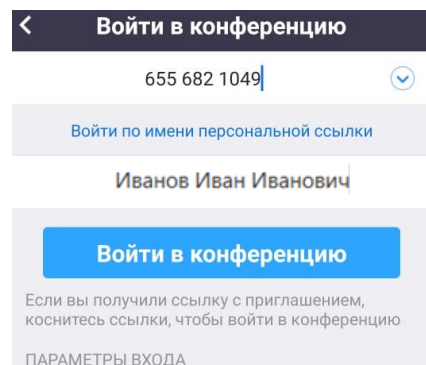 Войти в конференцию
655 682 1049
Войти по имени персональной ссылки
Иванов Иван Иванович
Войти в конференцию
Если вы получили ссылку с приглашением,
коснитесь ссылки, чтобы войти в конференцию
ПАРАМЕТРЫ ВХОДА